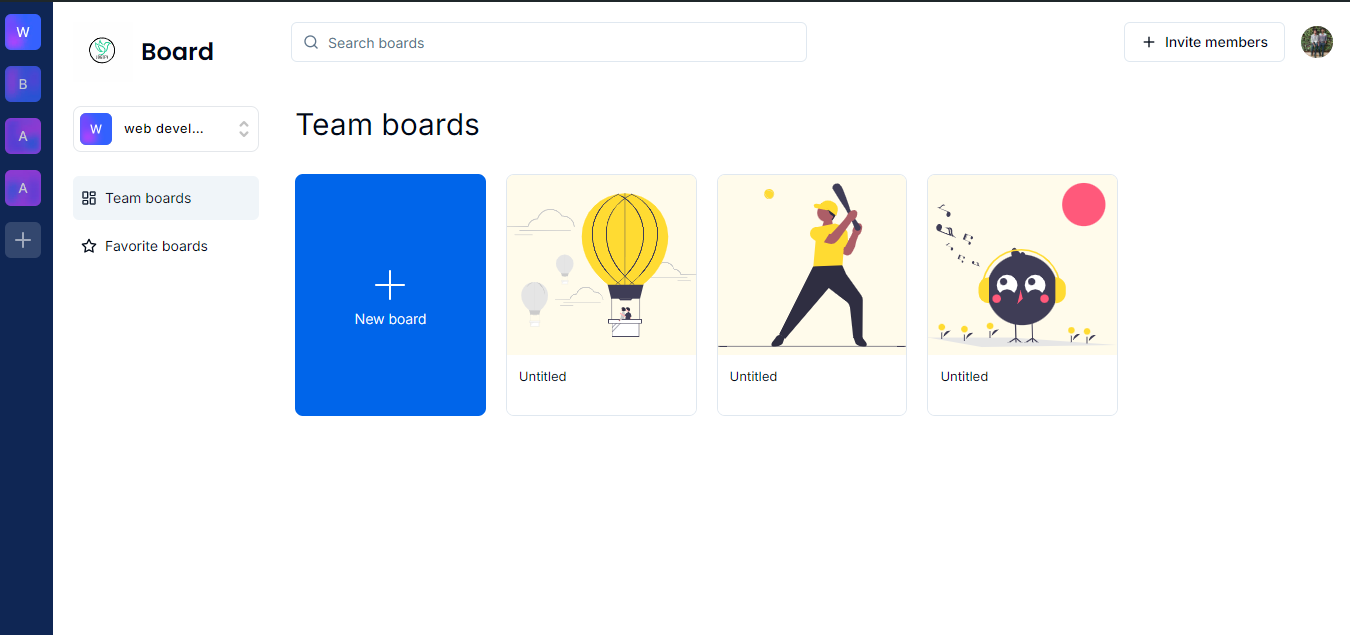 W
B
A
A
Board
Search boards
Invite members
W
web devel...
Team boards
Favorite boards
Team boards
New board
Untitled
Untitled
Untitled